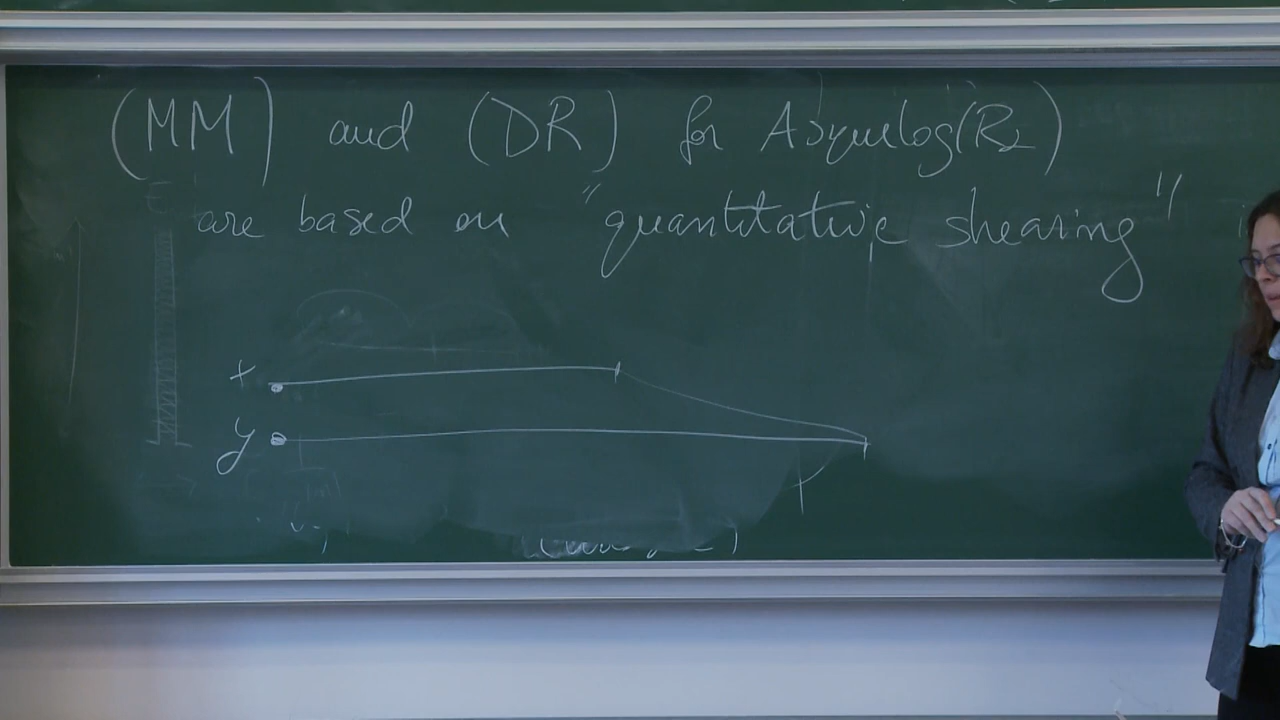 (MM) and (DR) for Asymlog(R2)
are based on "quantitative shearing"
x
y